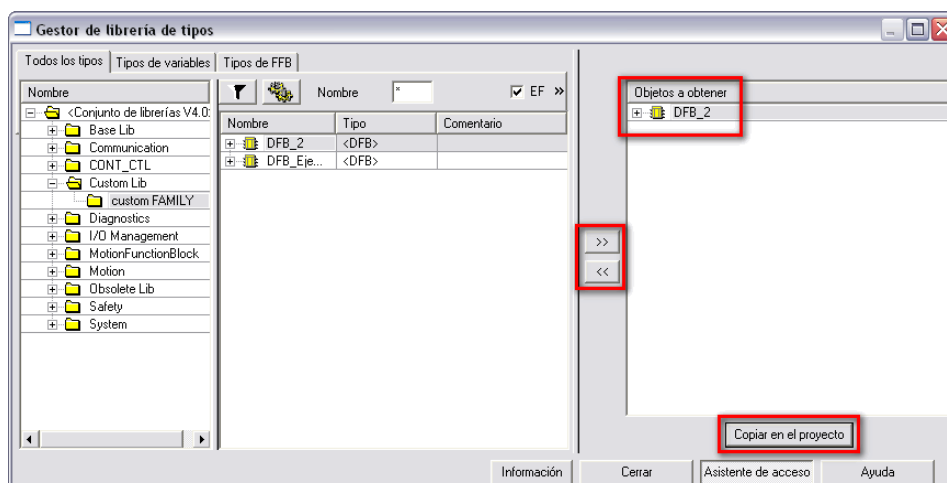 Gestor de librería de tipos
Todos los tipos Tipos de variables Tipos de FFB
Nombre
<Conjunto de librerías V4.0:
Base Lib
Communication
CONT_CTL
Custom Lib
custom FAMILY
Diagnostics
I/O Management
MotionFunctionBlock
Motion
Obsolete Lib
Safety
System
Nombre * EF »
Nombre Tipo Comentario
DFB_2 <DFB>
DFB_Eje... <DFB>
>>
<<
Objetos a obtener
DFB_2
Copiar en el proyecto
Información Cerrar Asistente de acceso Ayuda